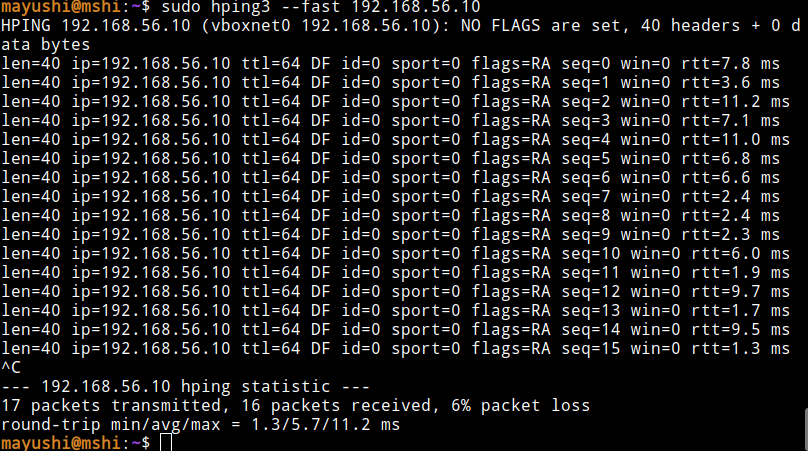 mayushi@mshi:~$ sudo hping3 --fast 192.168.56.10
HPING 192.168.56.10 (vboxnet0 192.168.56.10): NO FLAGS are set, 40 headers + 0 d
ata bytes
len=40 ip=192.168.56.10 ttl=64 DF id=0 sport=0 flags=RA seq=0 win=0 rtt=7.8 ms
len=40 ip=192.168.56.10 ttl=64 DF id=0 sport=0 flags=RA seq=1 win=0 rtt=3.6 ms
len=40 ip=192.168.56.10 ttl=64 DF id=0 sport=0 flags=RA seq=2 win=0 rtt=11.2 ms
len=40 ip=192.168.56.10 ttl=64 DF id=0 sport=0 flags=RA seq=3 win=0 rtt=7.1 ms
len=40 ip=192.168.56.10 ttl=64 DF id=0 sport=0 flags=RA seq=4 win=0 rtt=11.0 ms
len=40 ip=192.168.56.10 ttl=64 DF id=0 sport=0 flags=RA seq=5 win=0 rtt=6.8 ms
len=40 ip=192.168.56.10 ttl=64 DF id=0 sport=0 flags=RA seq=6 win=0 rtt=6.6 ms
len=40 ip=192.168.56.10 ttl=64 DF id=0 sport=0 flags=RA seq=7 win=0 rtt=2.4 ms
len=40 ip=192.168.56.10 ttl=64 DF id=0 sport=0 flags=RA seq=8 win=0 rtt=2.4 ms
len=40 ip=192.168.56.10 ttl=64 DF id=0 sport=0 flags=RA seq=9 win=0 rtt=2.3 ms
len=40 ip=192.168.56.10 ttl=64 DF id=0 sport=0 flags=RA seq=10 win=0 rtt=6.0 ms
len=40 ip=192.168.56.10 ttl=64 DF id=0 sport=0 flags=RA seq=11 win=0 rtt=1.9 ms
len=40 ip=192.168.56.10 ttl=64 DF id=0 sport=0 flags=RA seq=12 win=0 rtt=9.7 ms
len=40 ip=192.168.56.10 ttl=64 DF id=0 sport=0 flags=RA seq=13 win=0 rtt=1.7 ms
len=40 ip=192.168.56.10 ttl=64 DF id=0 sport=0 flags=RA seq=14 win=0 rtt=9.5 ms
len=40 ip=192.168.56.10 ttl=64 DF id=0 sport=0 flags=RA seq=15 win=0 rtt=1.3 ms
^C
--- 192.168.56.10 hping statistic ---
17 packets transmitted, 16 packets received, 6% packet loss
round-trip min/avg/max = 1.3/5.7/11.2 ms
mayushi@mshi:~$